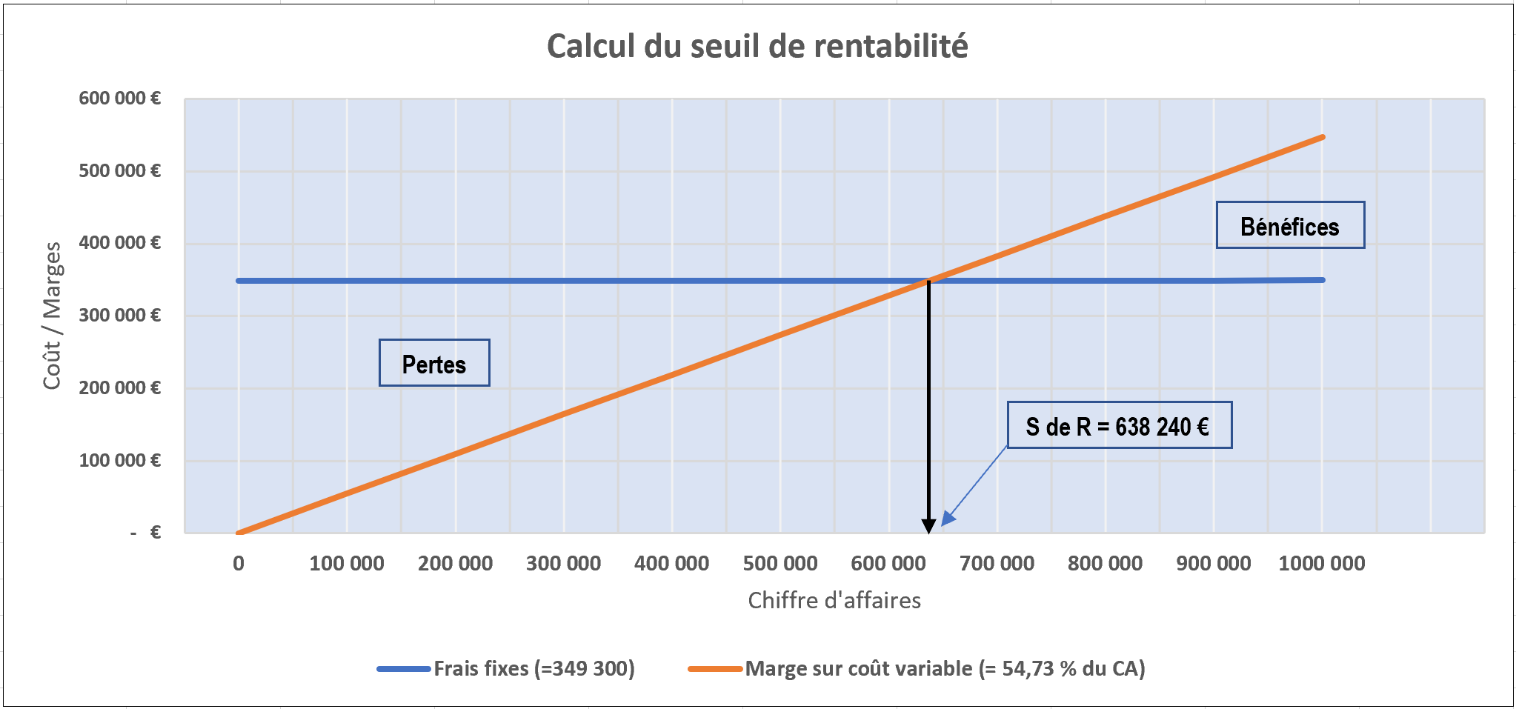 Calcul du seuil de rentabilité
600 000 €
500 000 €
400 000 €
300 000 €
200 000 €
100 000 €
- €
Coût / Marges
Bénéfices
Pertes
S de R = 638 240 €
0 100 000 200 000 300 000 400 000 500 000 600 000 700 000 800 000 900 000 1000 000
Chiffre d'affaires
Frais fixes (=349 300) Marge sur coût variable (= 54,73 % du CA)